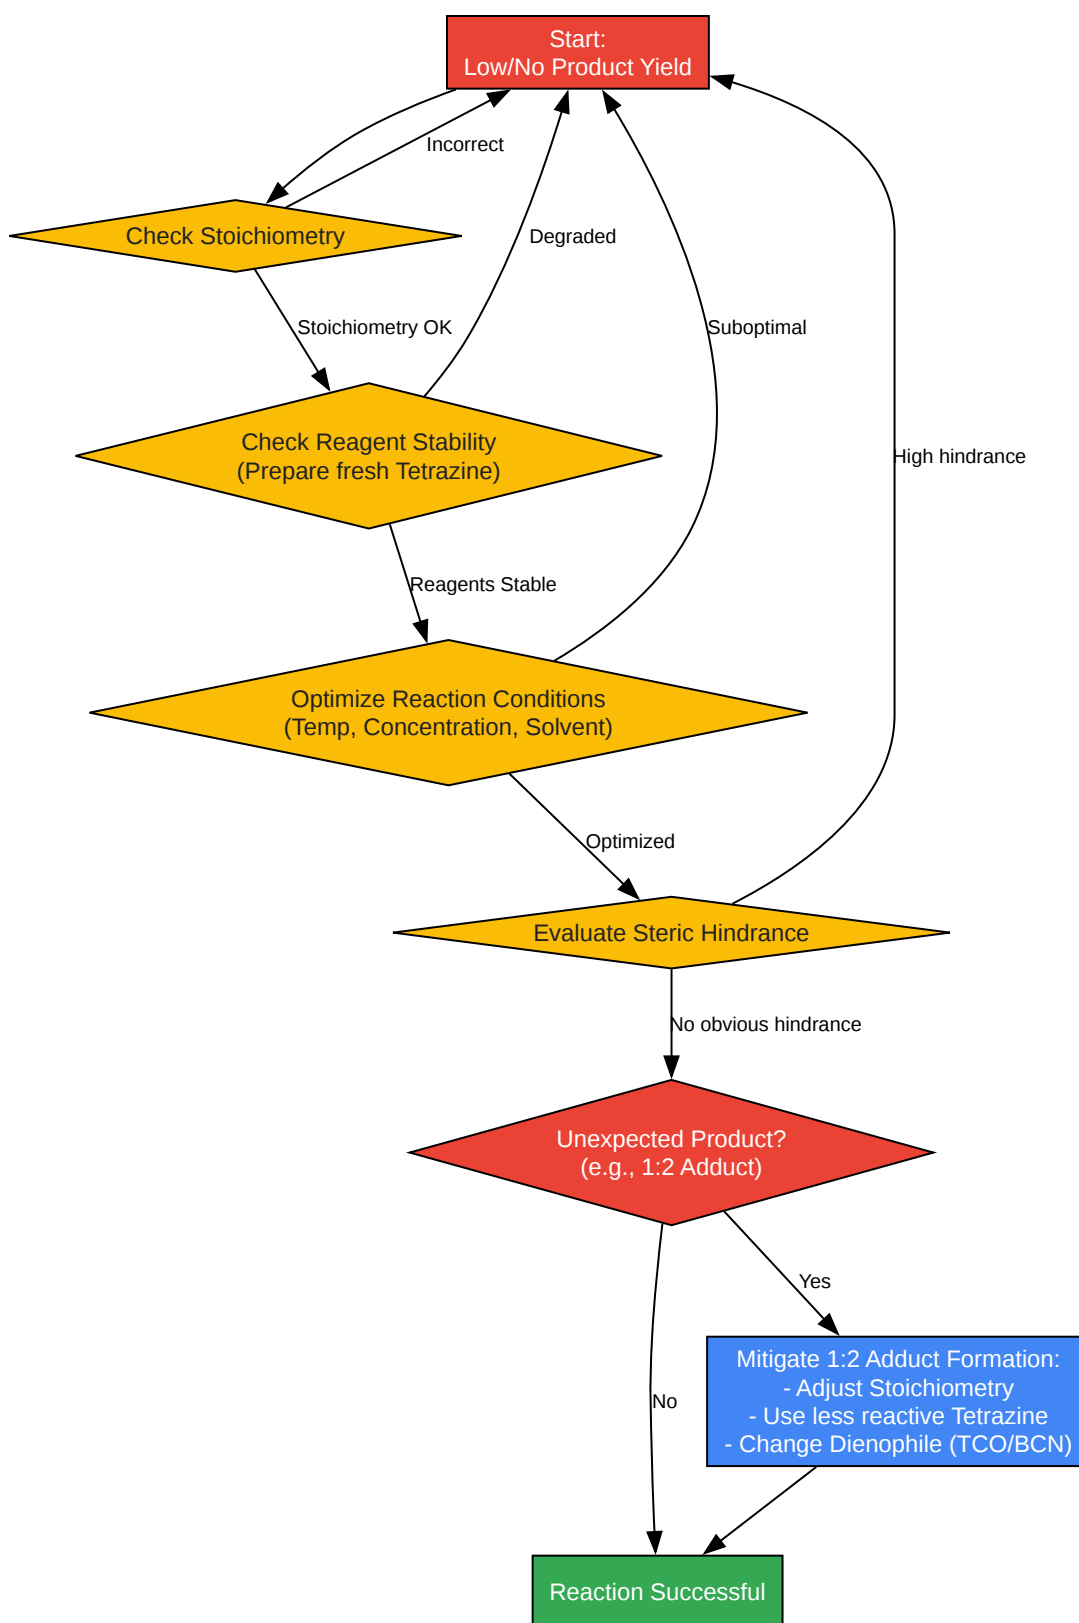 Start:
Low/No Product Yield
Incorrect
Check Stoichiometry
Degraded
Stoichiometry OK
Suboptimal
Check Reagent Stability
(Prepare fresh Tetrazine)
High hindrance
Reagents Stable
Optimize Reaction Conditions
(Temp, Concentration, Solvent)
Optimized
Evaluate Steric Hindrance
No obvious hindrance
Unexpected Product?
(e.g., 1:2 Adduct)
Yes
Mitigate 1:2 Adduct Formation:
- Adjust Stoichiometry
- Use less reactive Tetrazine
- Change Dienophile (TCO/BCN)
No
Reaction Successful